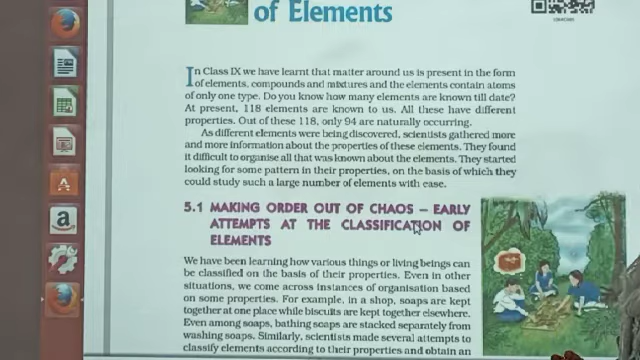 of Elements
In Class IX we have learnt that matter around us is present in the form
of elements, compounds and mixtures and the elements contain atoms
of only one type. Do you know how many elements are known till date?
At present, 118 elements are known to us. All these have different
properties. Out of these 118, only 94 are naturally occurring.
As different elements were being discovered, scientists gathered more
and more information about the properties of these elements. They found
it difficult to organise all that was known about the elements. They started
looking for some pattern in their properties, on the basis of which they
could study such a large number of elements with ease.
5.1 MAKING ORDER OUT OF CHAOS – EARLY
ATTEMPTS AT THE CLASSIFICATION OF
ELEMENTS
We have been learning how various things or living beings can
be classified on the basis of their properties. Even in other
situations, we come across instances of organisation based
on some properties. For example, in a shop, soaps are kept
together at one place while biscuits are kept together elsewhere.
Even among soaps, bathing soaps are stacked separately from
washing soaps. Similarly, scientists made several attempts to
classify elements according to their properties and obtain an